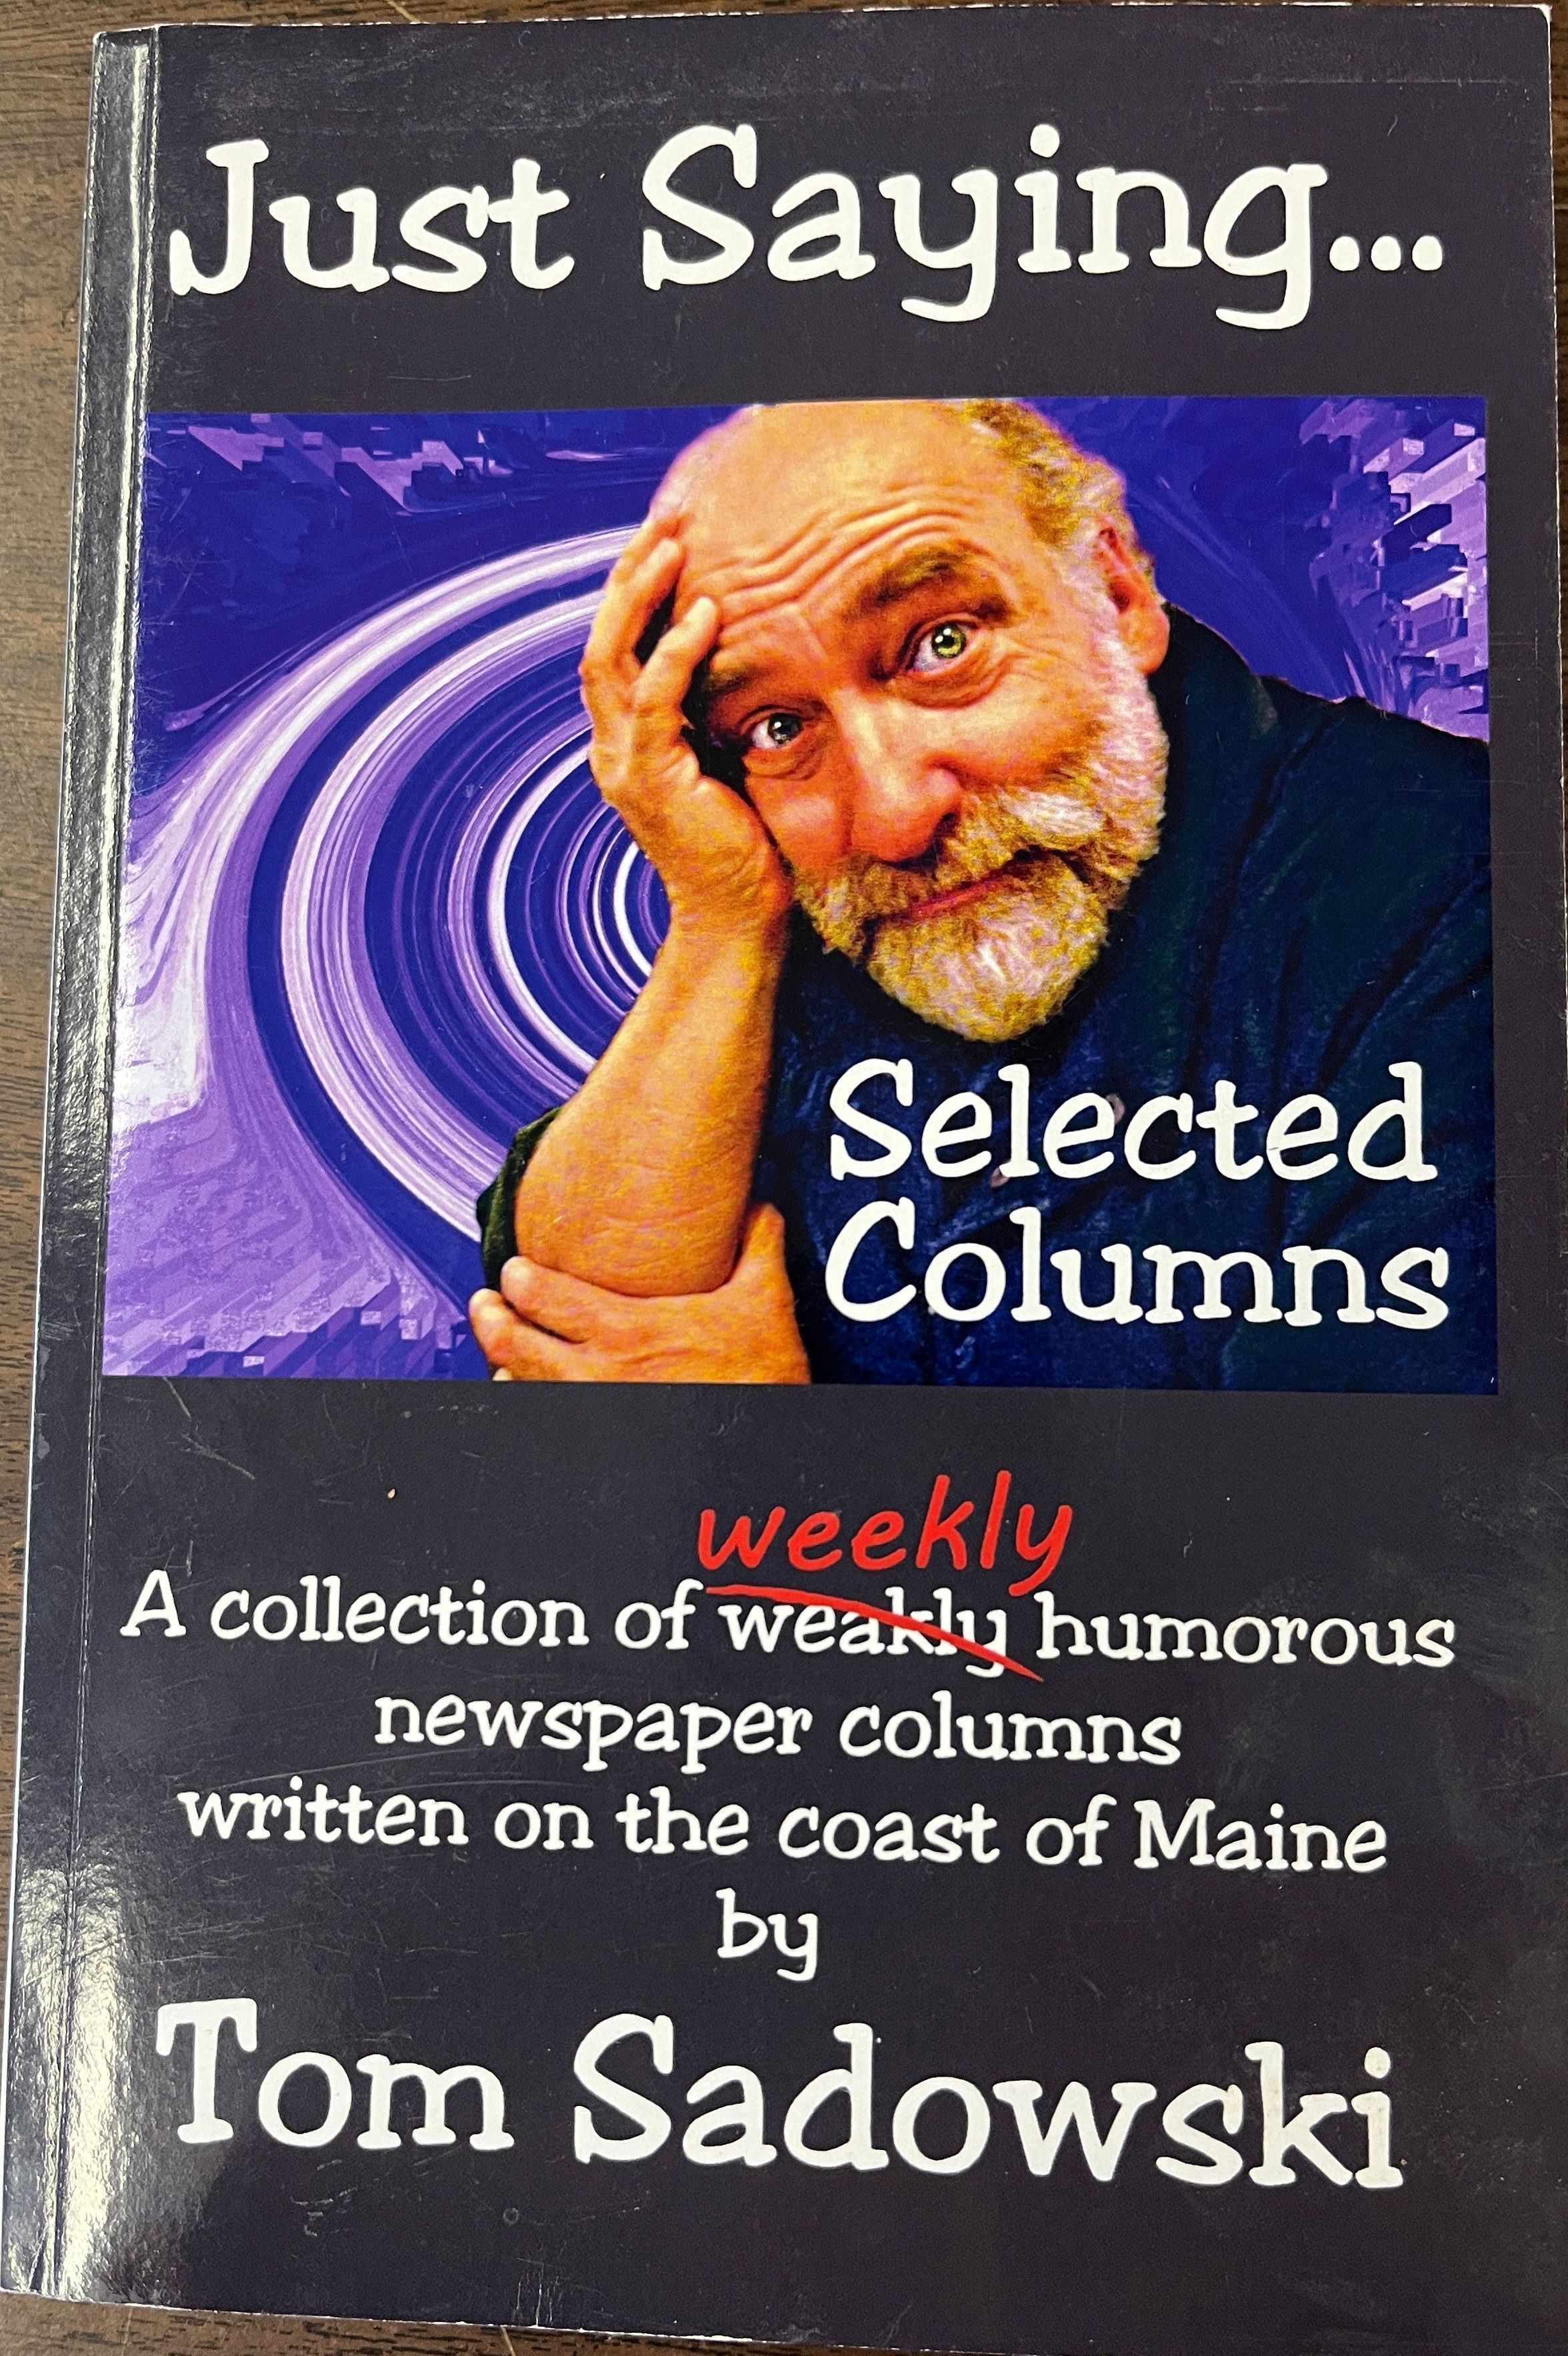 Just Saying...
Selected
Columns
weekly
A collection of weakly humorous
newspaper columns
written on the coast of Maine
by
Tom Sadowski